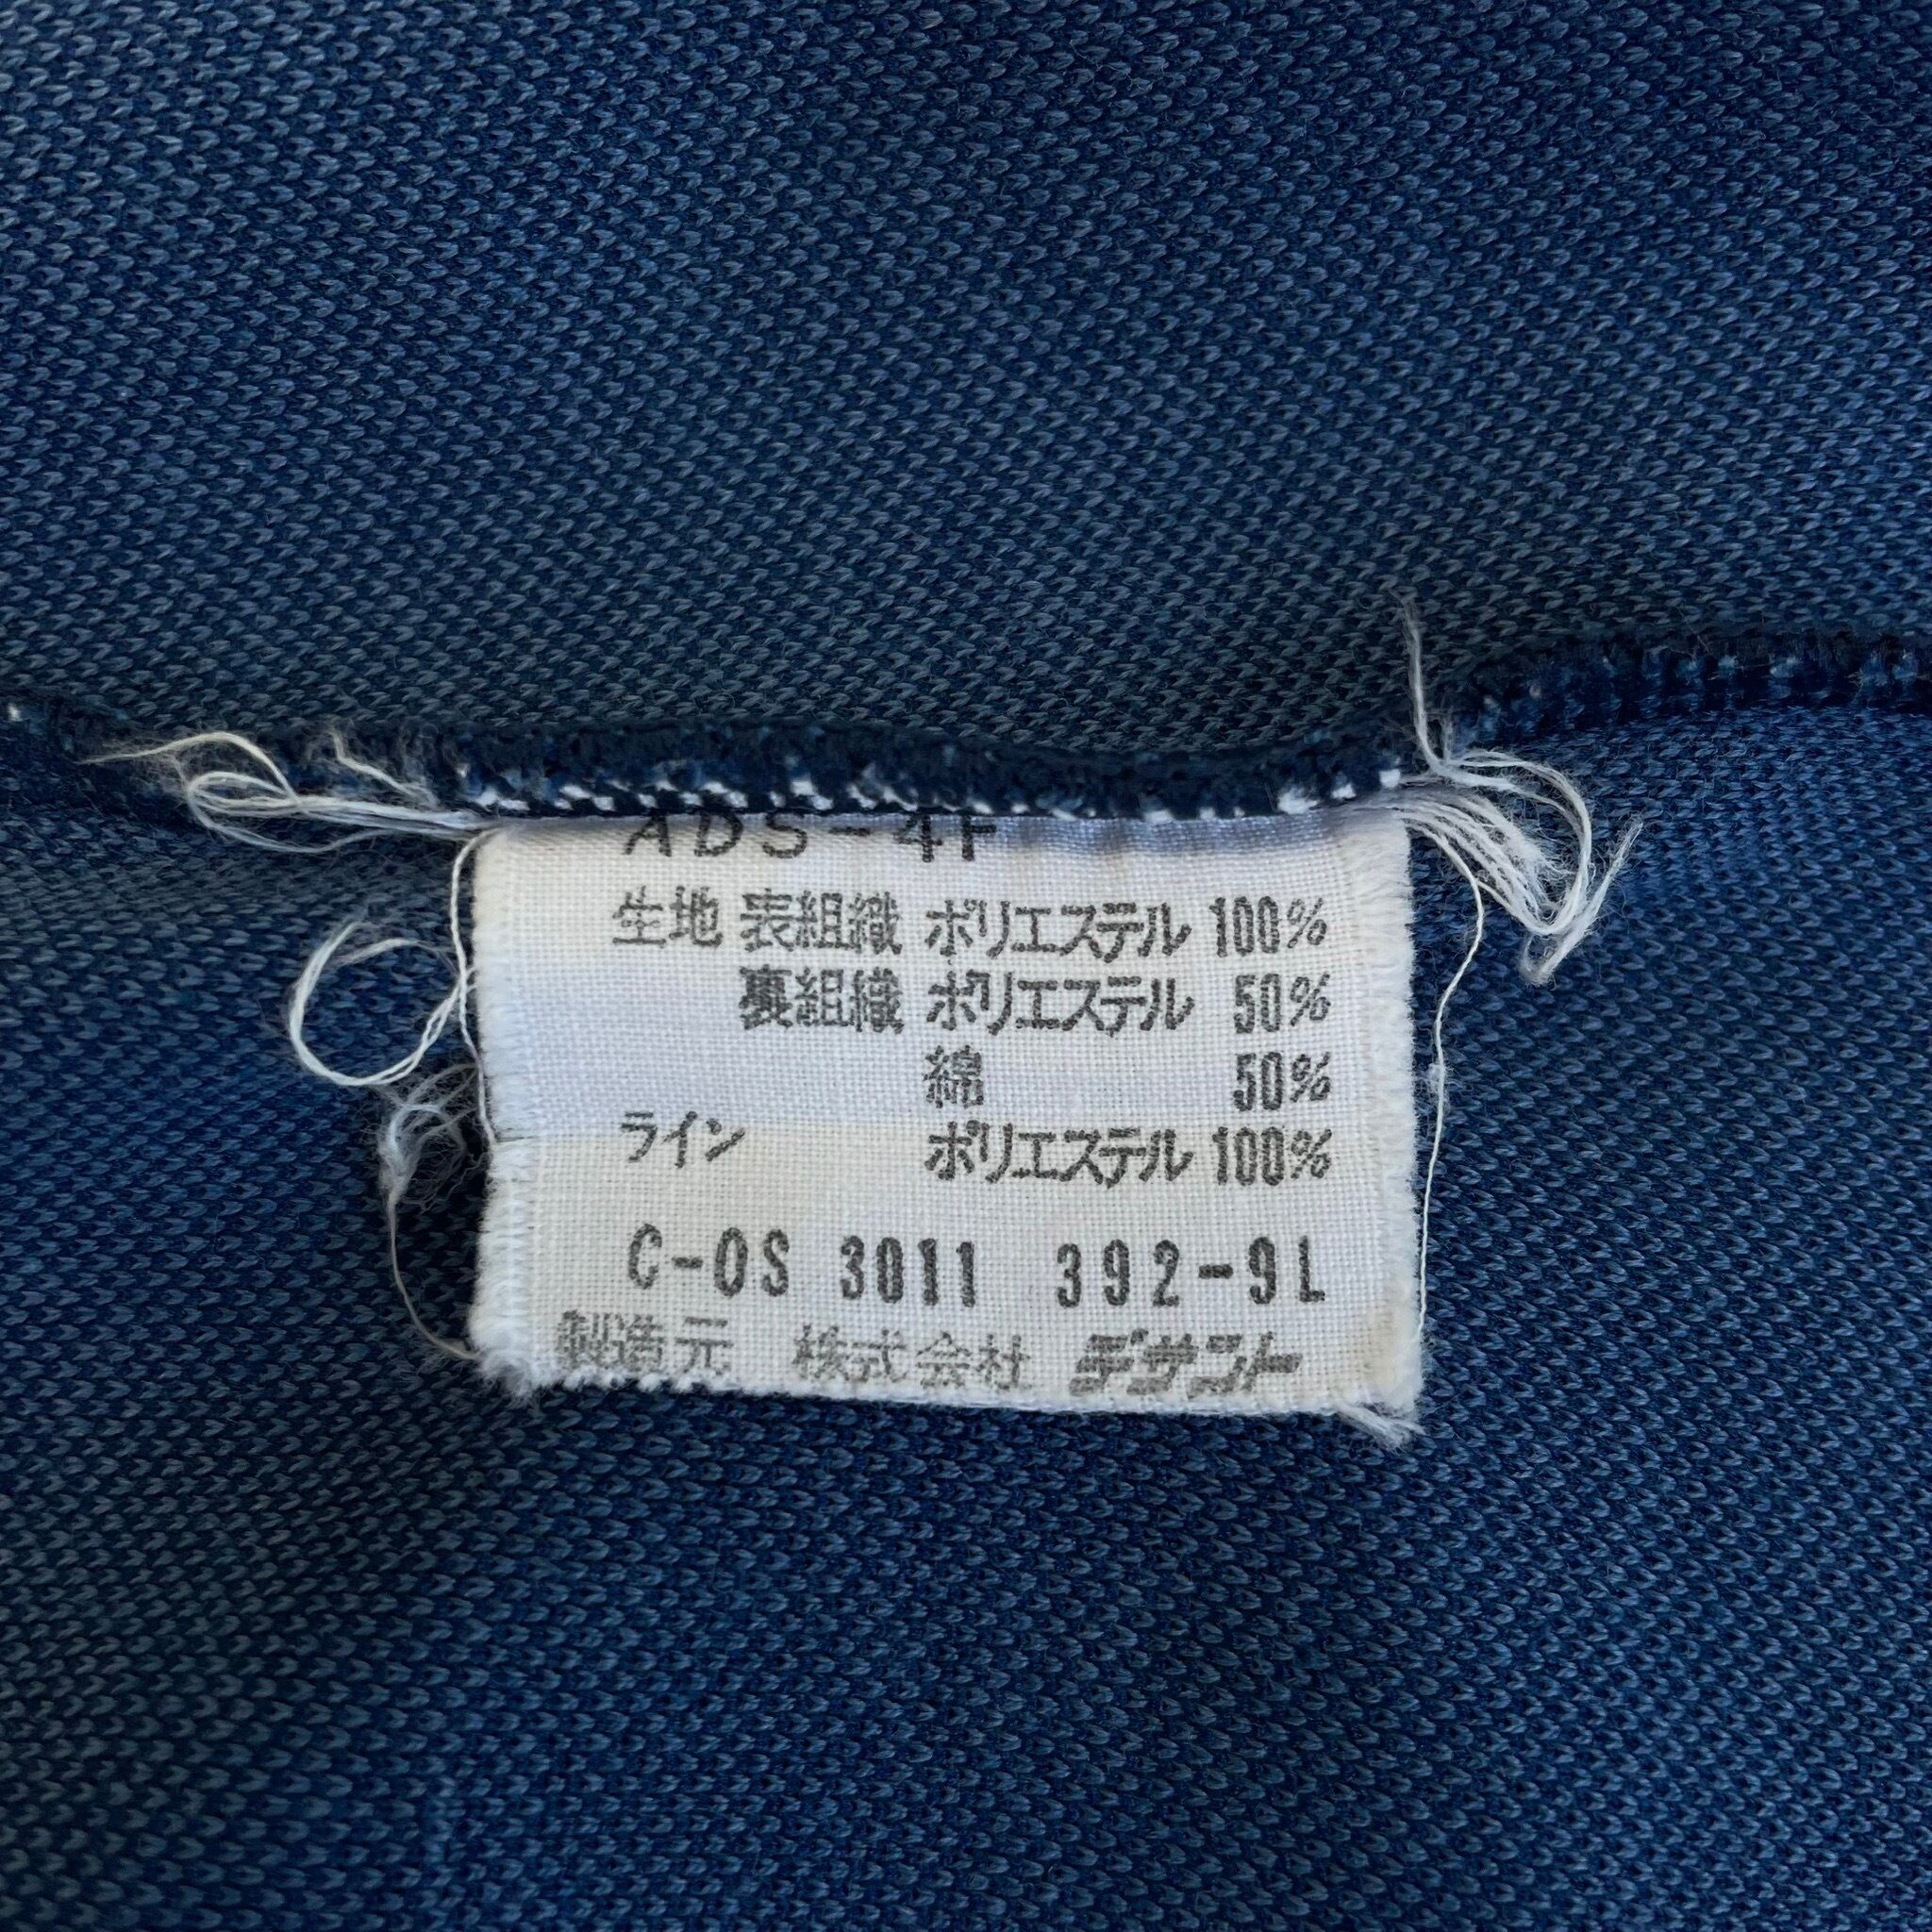 ADS-4F
生地 表組織 ポリエステル 100%
裏組織 ポリエステル 50%
綿 50%
ライン ポリエステル 100%
C-OS 3011 392-9L
製造元 株式会社 デサント